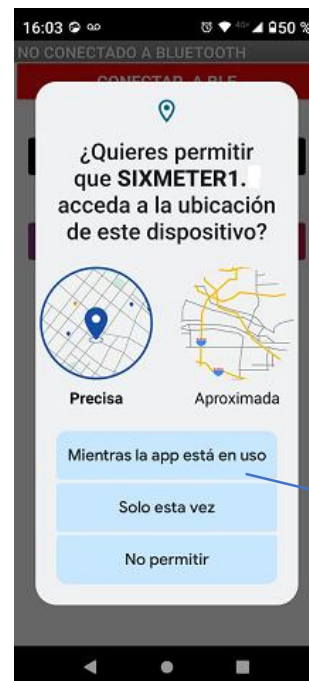 16:03 4G+ 50 %
NO CONECTADO A BLUETOOTH
CONECTAR A BLE
¿Quieres permitir
que SIXMETER1.
acceda a la ubicación
de este dispositivo?
Precisa Aproximada
Mientras la app está en uso
Solo esta vez
No permitir